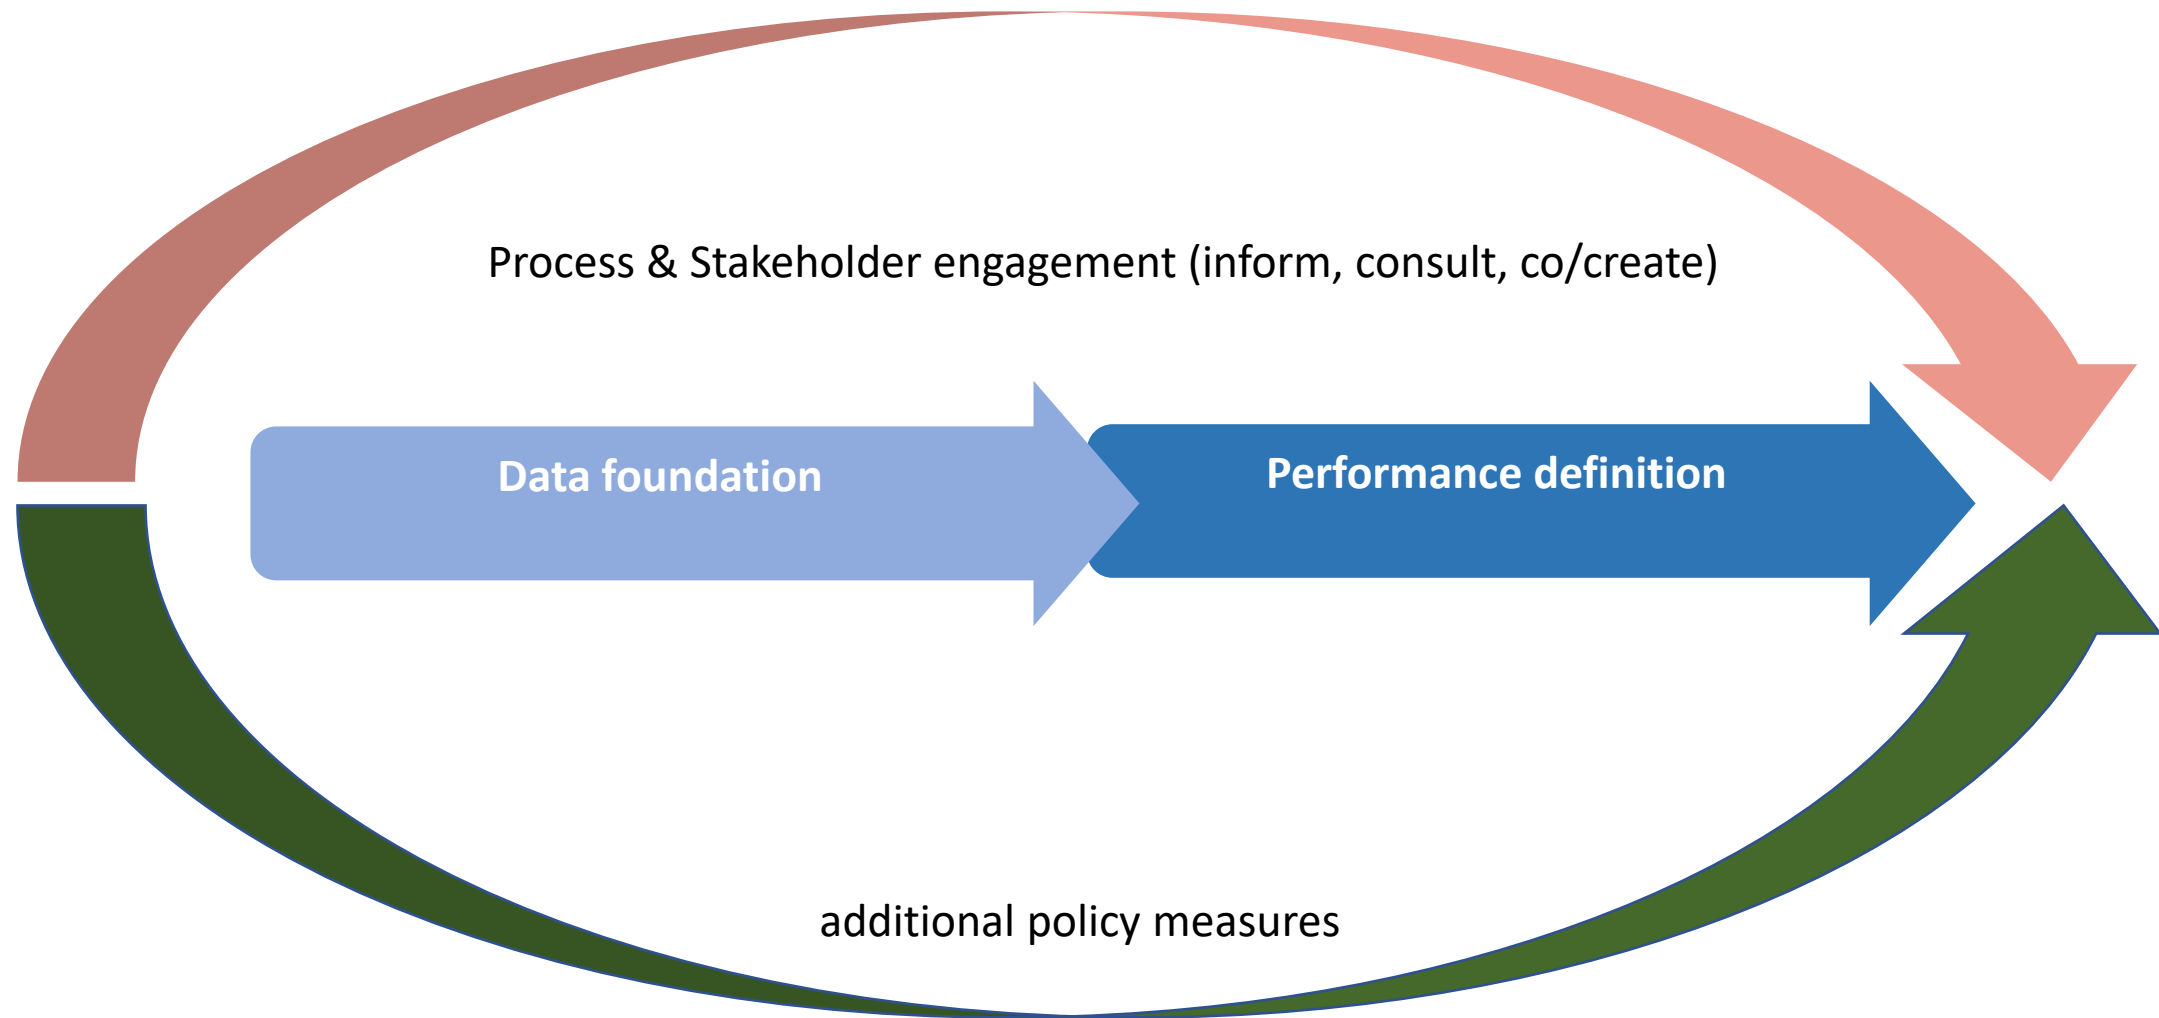 Process & Stakeholder engagement (inform, consult, co/create)
Data foundation
Performance definition
additional policy measures